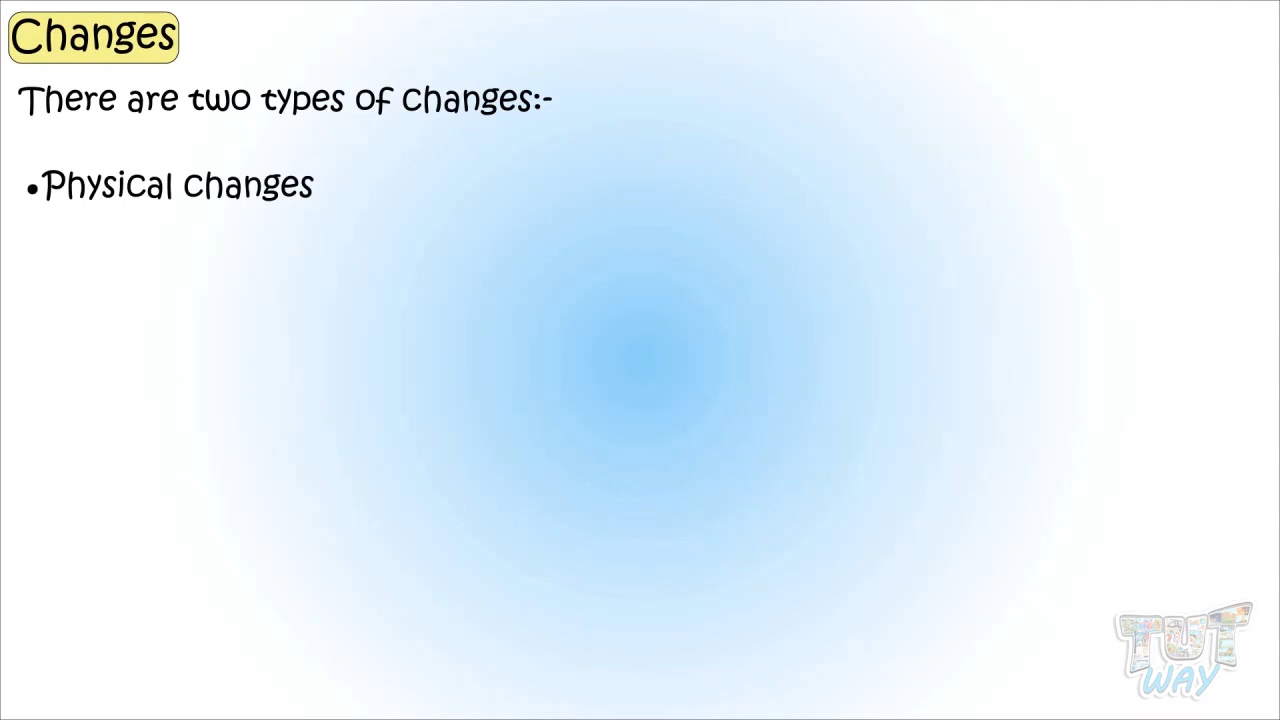 Changes
There are two types of changes:-
•Physical changes
TUT
WAY